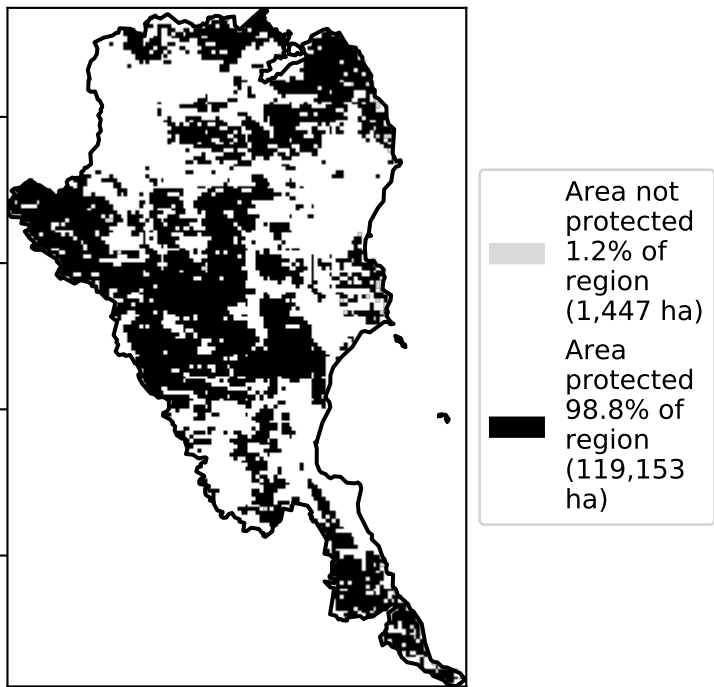 Area not
protected
1.2% of
region
(1,447 ha)
Area
protected
98.8% of
region
(119,153
ha)